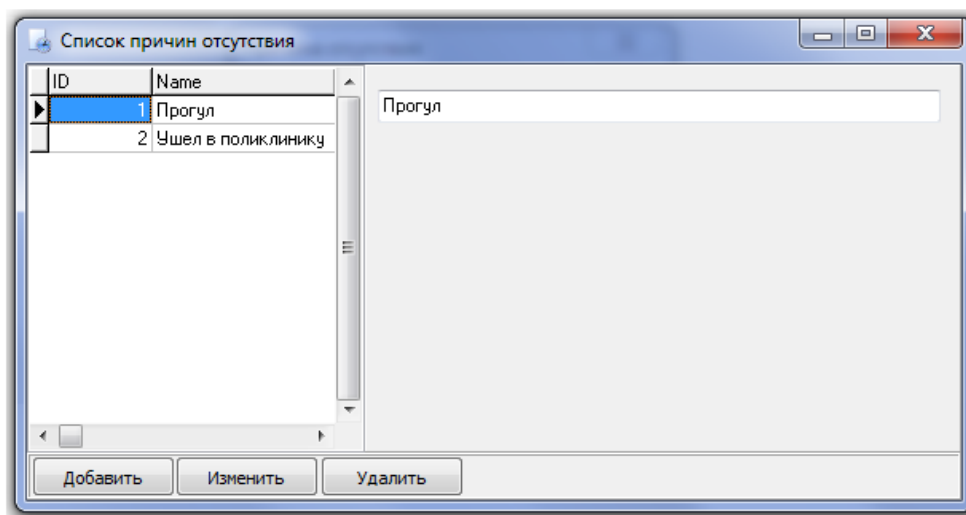 Список причин отсутствия
ID Name
1 Прогул
2 Ушел в поликлинику
Прогул
Добавить Изменить Удалить